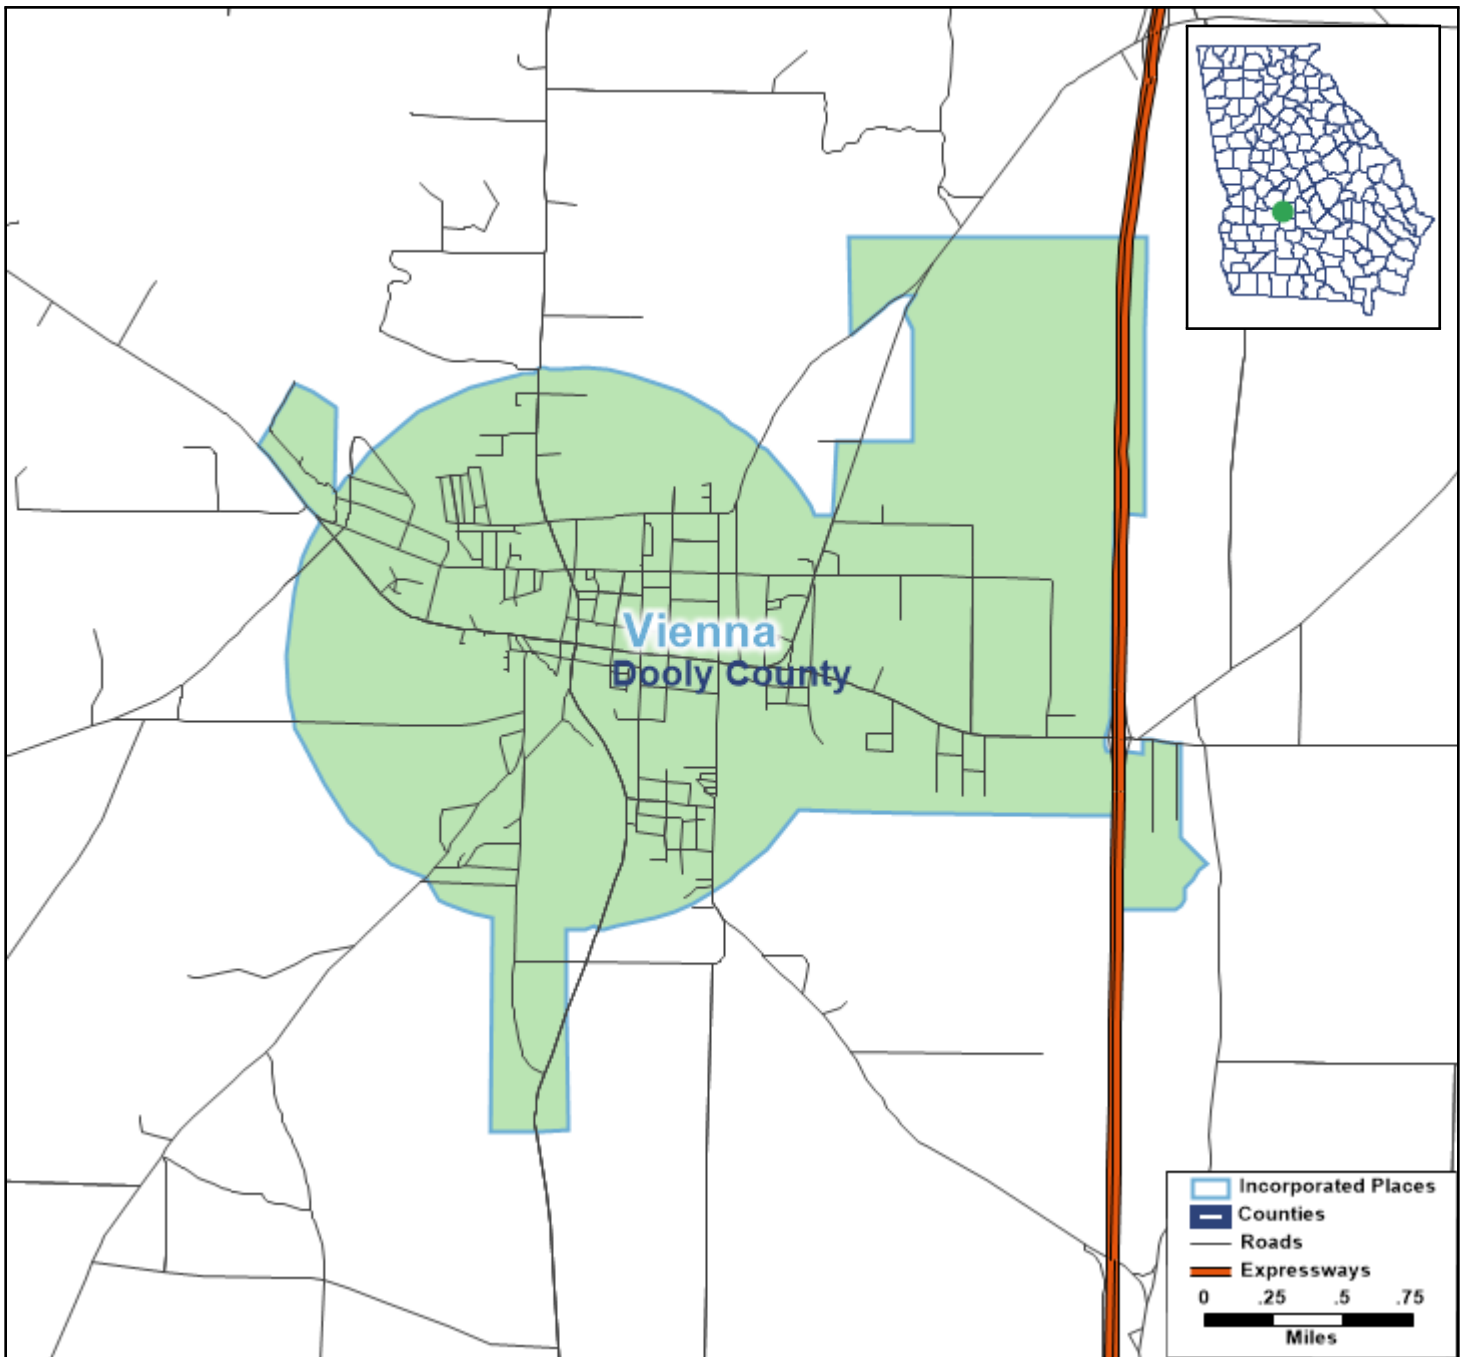 Vienna
Dooly County
Incorporated Places
Counties
Roads
Expressways
0 .25 .5 .75
Miles